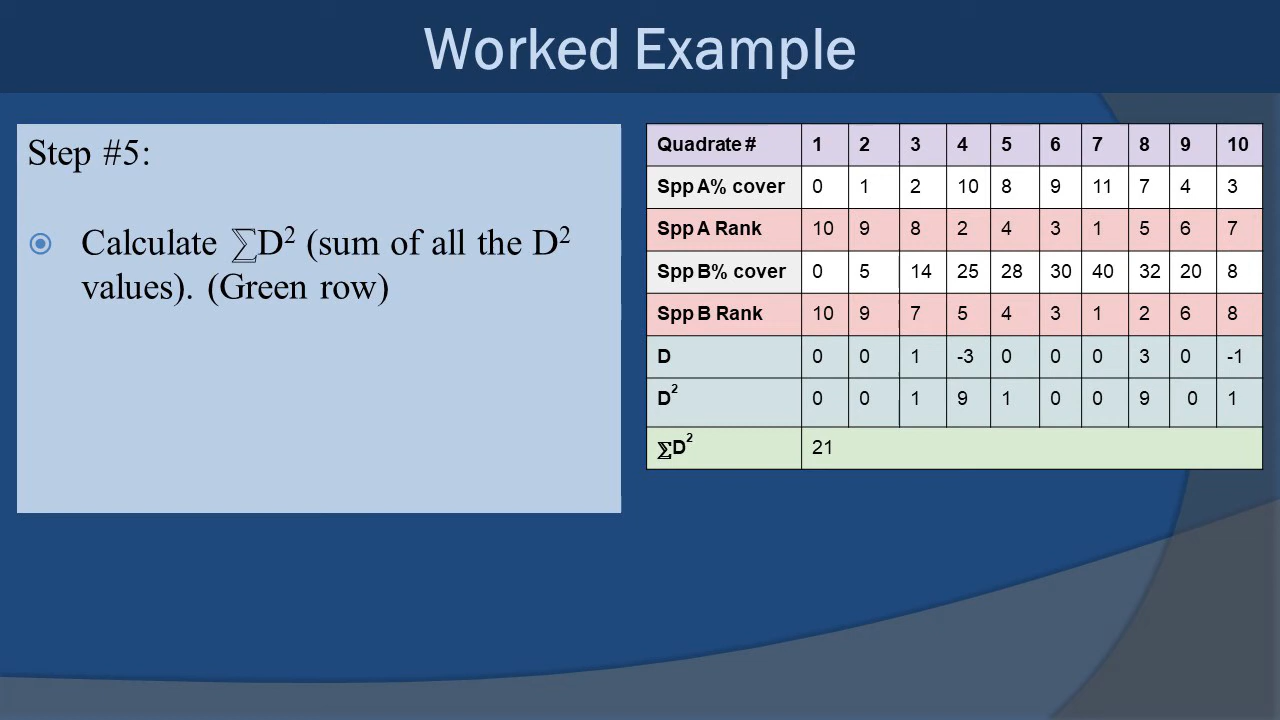 Worked Example
Step #5:
Calculate ∑D² (sum of all the D²
values). (Green row)
Quadrate # 1 2 3 4 5 6 7 8 9 10
Spp A% cover 0 1 2 10 8 9 11 7 4 3
Spp A Rank 10 9 8 2 4 3 1 5 6 7
Spp B% cover 0 5 14 25 28 30 40 32 20 8
Spp B Rank 10 9 7 5 4 3 1 2 6 8
D 0 0 1 -3 0 0 0 3 0 -1
D² 0 0 1 9 1 0 0 9 0 1
∑D² 21